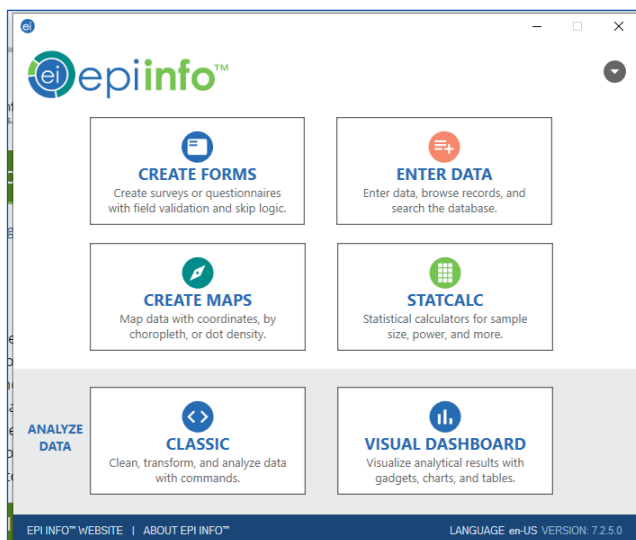 ei
ei epiinfo™
CREATE FORMS
Create surveys or questionnaires
with field validation and skip logic.
ENTER DATA
Enter data, browse records, and
search the database.
CREATE MAPS
Map data with coordinates, by
choropleth, or dot density.
STATCALC
Statistical calculators for sample
size, power, and more.
ANALYZE
DATA
CLASSIC
Clean, transform, and analyze data
with commands.
VISUAL DASHBOARD
Visualize analytical results with
gadgets, charts, and tables.
EPI INFO™ WEBSITE | ABOUT EPI INFO™ LANGUAGE en-US VERSION: 7.2.5.0